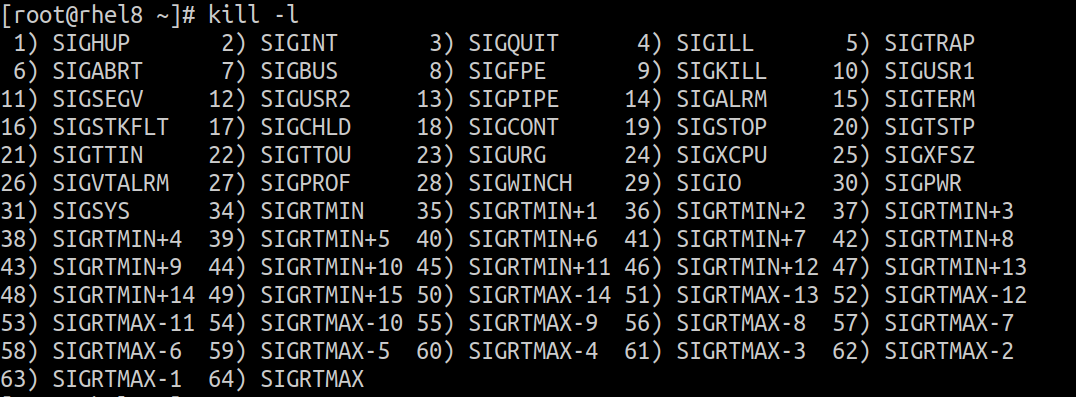 [root@rhel8 ~]# kill -l
 1) SIGHUP       2) SIGINT       3) SIGQUIT      4) SIGILL       5) SIGTRAP
 6) SIGABRT      7) SIGBUS       8) SIGFPE       9) SIGKILL     10) SIGUSR1
11) SIGSEGV     12) SIGUSR2     13) SIGPIPE     14) SIGALRM     15) SIGTERM
16) SIGSTKFLT   17) SIGCHLD     18) SIGCONT     19) SIGSTOP     20) SIGTSTP
21) SIGTTIN     22) SIGTTOU     23) SIGURG      24) SIGXCPU     25) SIGXFSZ
26) SIGVTALRM   27) SIGPROF     28) SIGWINCH    29) SIGIO       30) SIGPWR
31) SIGSYS      34) SIGRTMIN    35) SIGRTMIN+1  36) SIGRTMIN+2  37) SIGRTMIN+3
38) SIGRTMIN+4  39) SIGRTMIN+5  40) SIGRTMIN+6  41) SIGRTMIN+7  42) SIGRTMIN+8
43) SIGRTMIN+9  44) SIGRTMIN+10 45) SIGRTMIN+11 46) SIGRTMIN+12 47) SIGRTMIN+13
48) SIGRTMIN+14 49) SIGRTMIN+15 50) SIGRTMAX-14 51) SIGRTMAX-13 52) SIGRTMAX-12
53) SIGRTMAX-11 54) SIGRTMAX-10 55) SIGRTMAX-9  56) SIGRTMAX-8  57) SIGRTMAX-7
58) SIGRTMAX-6  59) SIGRTMAX-5  60) SIGRTMAX-4  61) SIGRTMAX-3  62) SIGRTMAX-2
63) SIGRTMAX-1  64) SIGRTMAX